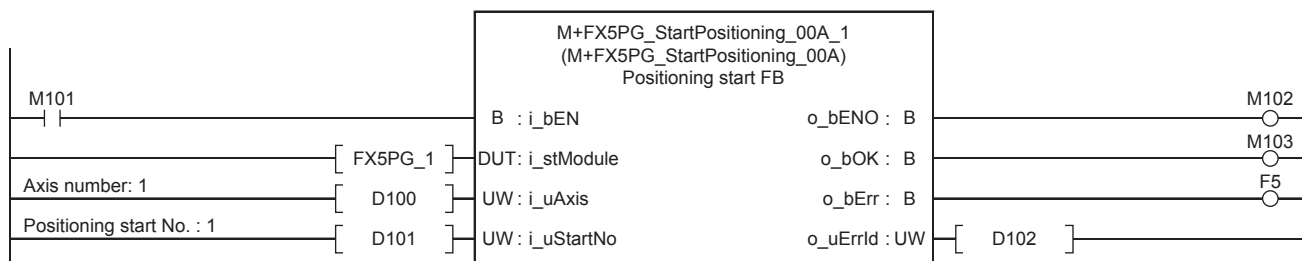 M+FX5PG_StartPositioning_00A_1
(M+FX5PG_StartPositioning_00A)
Positioning start FB
M101
B : i_bEN
o_bENO : B
M102
FX5PG_1
DUT : i_stModule
o_bOK : B
M103
Axis number: 1
D100
UW : i_uAxis
o_bErr : B
F5
Positioning start No. : 1
D101
UW : i_uStartNo
o_uErrId : UW
D102